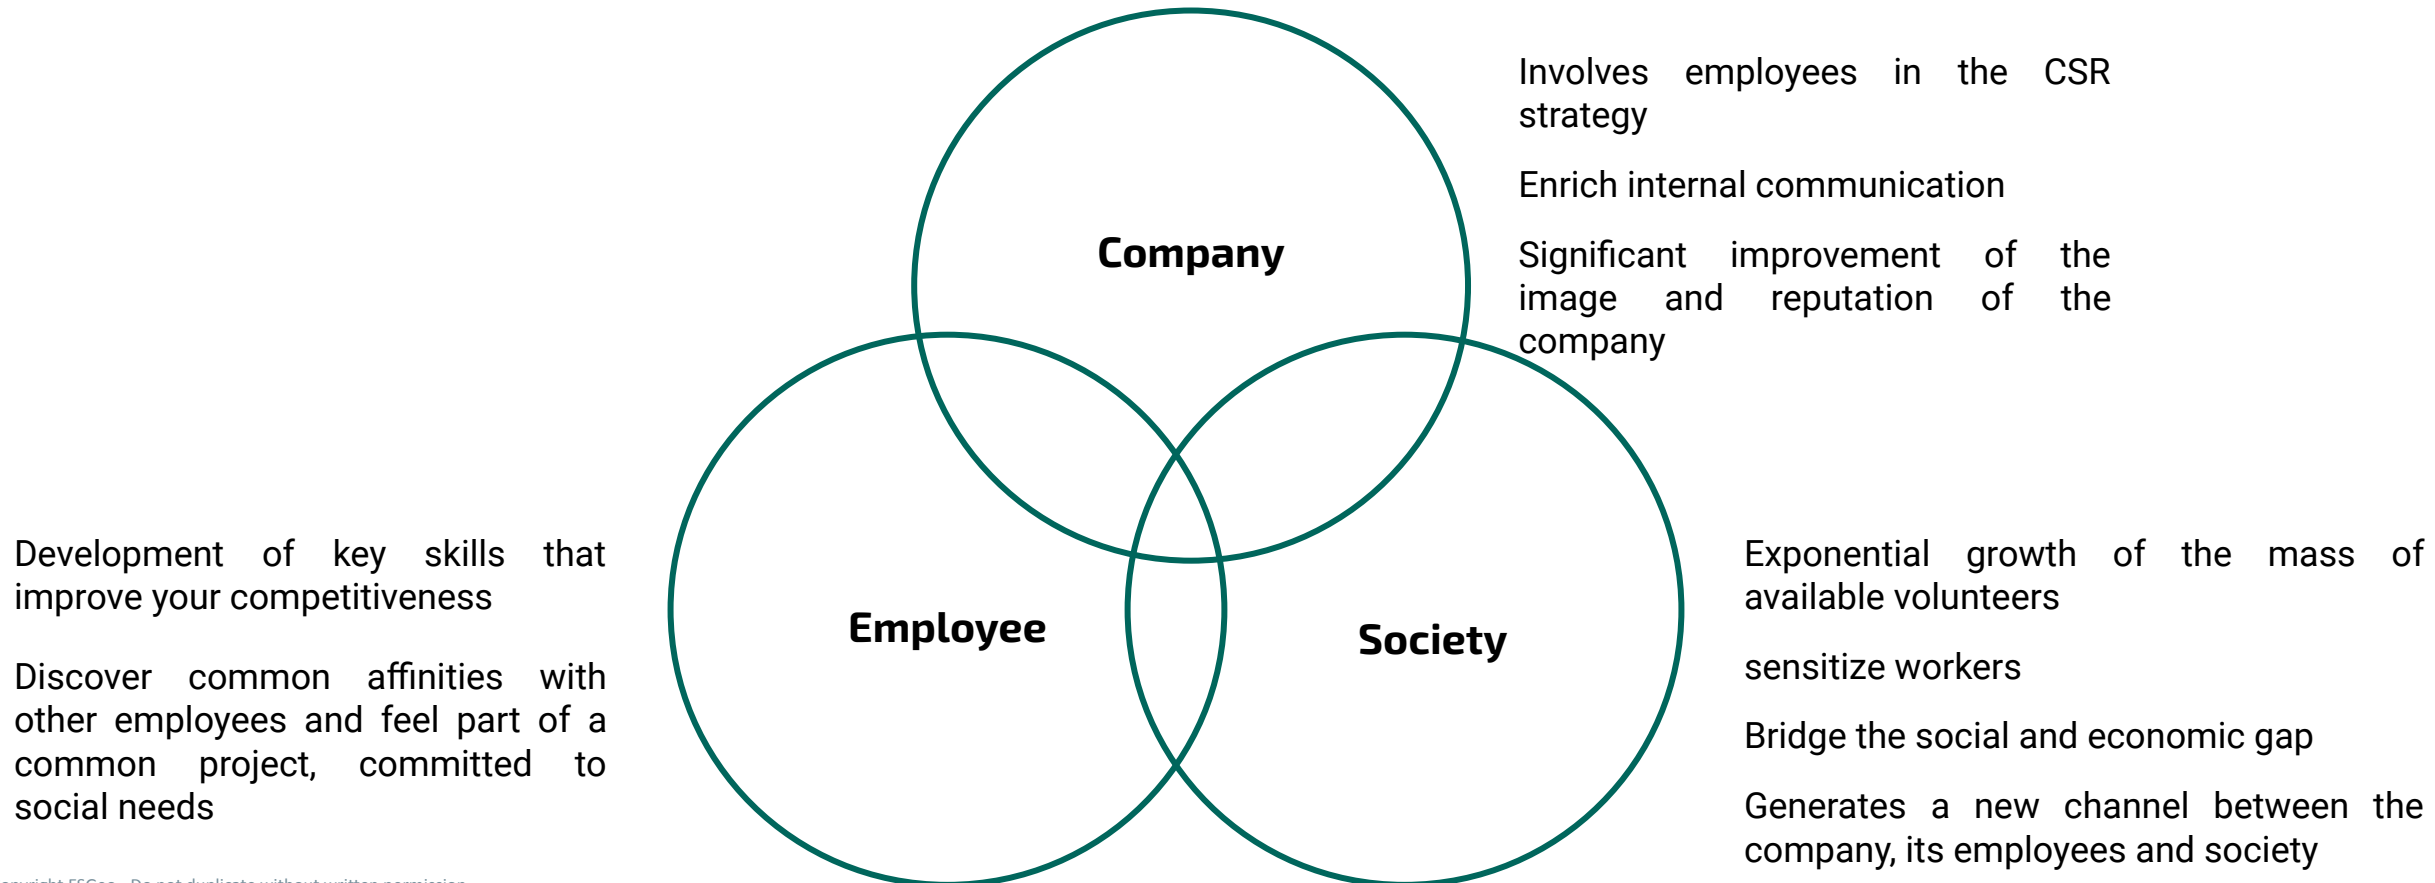 Involves employees in the CSR
strategy
Enrich internal communication
Significant improvement of the
image and reputation of the
company
Company
Employee
Society
Development of key skills that
improve your competitiveness
Discover common affinities with
other employees and feel part of a
common project, committed to
social needs
Exponential growth of the mass of
available volunteers
sensitize workers
Bridge the social and economic gap
Generates a new channel between the
company, its employees and society